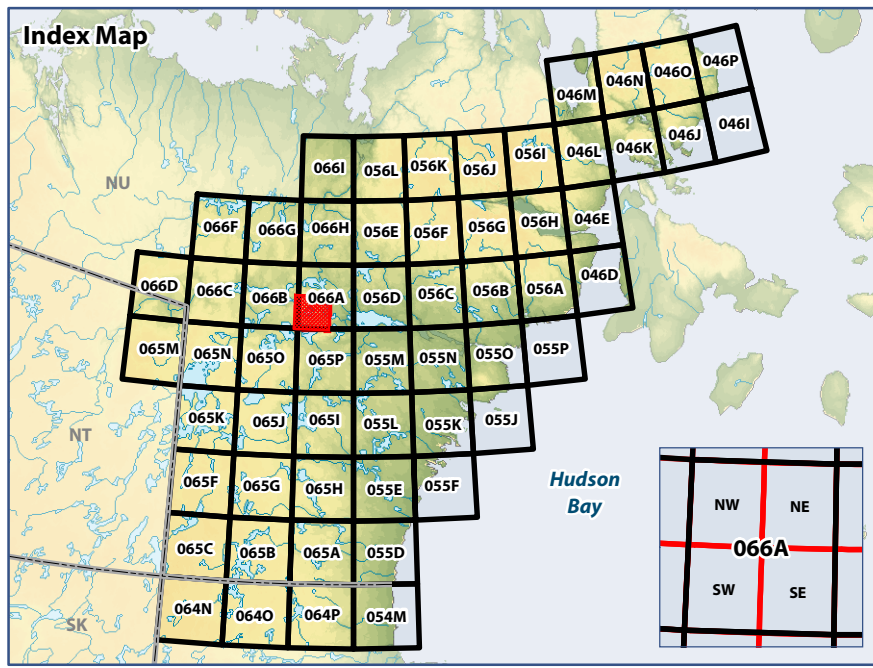 Index Map
046M 046N 046O 046P
066I 056L 056K 056J 056I 046L 046K 046J 046I
NU
066F 066G 066H 056E 056F 056G 056H 046E
066D 066C 066B 066A 056D 056C 056B 056A 046D
065M 065N 065O 065P 055M 055N 055O 055P
NT
065K 065J 065I 055L 055K 055J
065F 065G 065H 055E 055F
Hudson
Bay
065C 065B 065A 055D
064N 064O 064P 054M
SK
NW NE
066A
SW SE